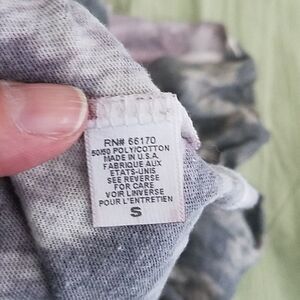 RN# 66170
50/50 POLY/COTTON
MADE IN U.S.A.
FABRIQUE AUX
ETATS-UNIS
SEE REVERSE
FOR CARE
VOIR L'INVERSE
POUR L'ENTRETIEN
S